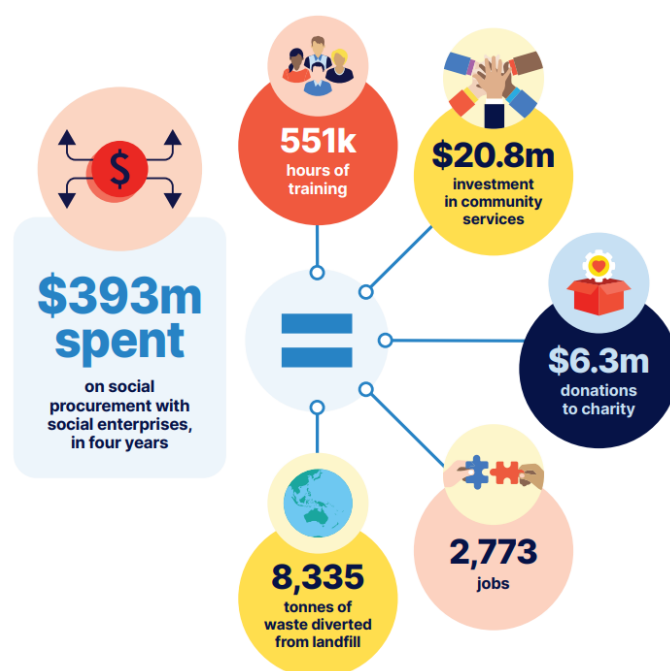 $
$393m
spent
on social
procurement with
social enterprises,
in four years
551k
hours of
training
$20.8m
investment
in community
services
$6.3m
donations
to charity
2,773
jobs
8,335
tonnes of
waste diverted
from landfill